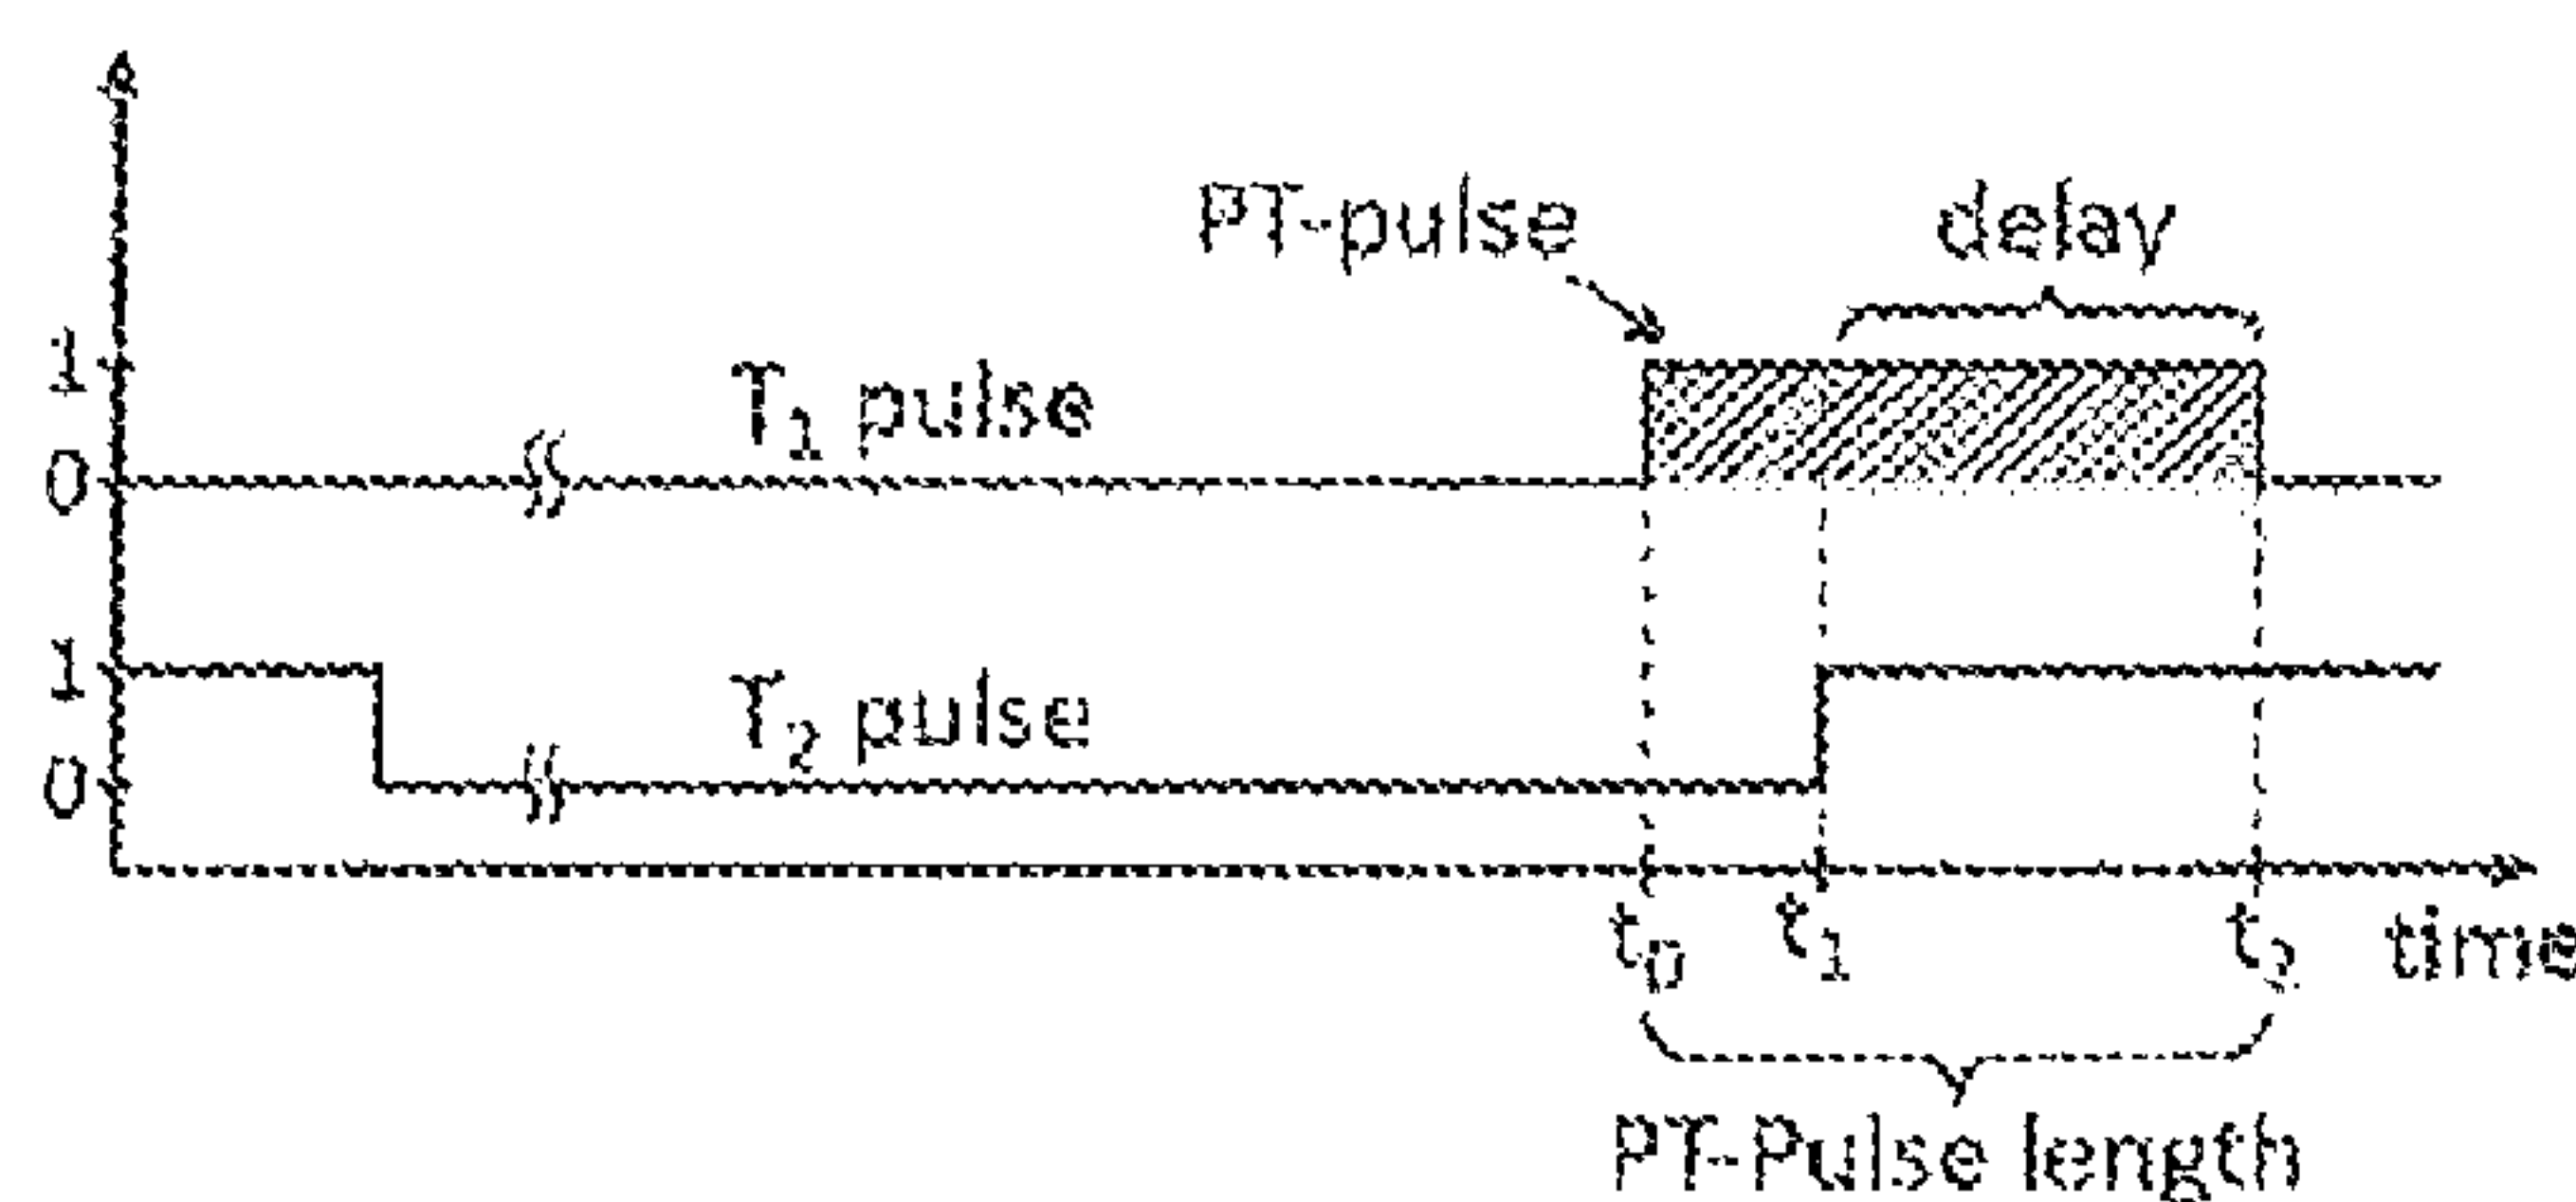 PT-pulse
delay
1
T₁ pulse
0
1
T₂ pulse
0
t₀
t₁
t₂
time
PT-Pulse length